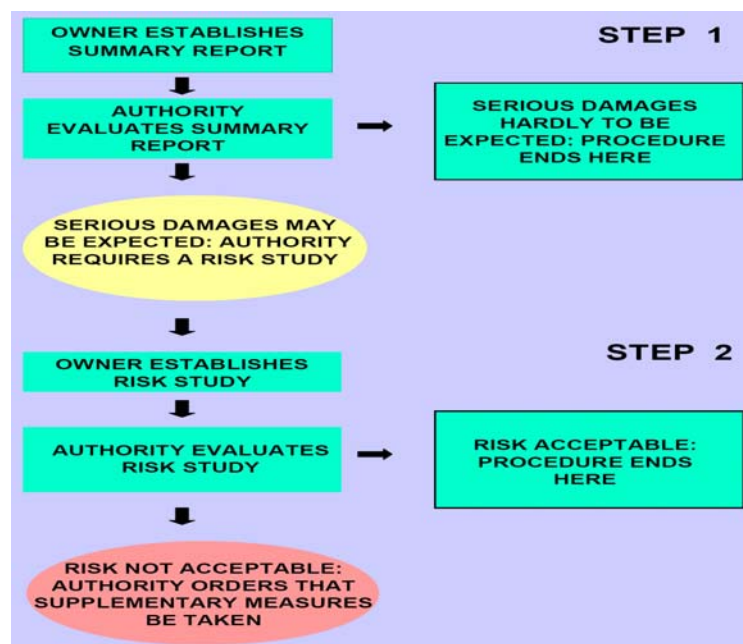 OWNER ESTABLISHES
SUMMARY REPORT
STEP 1
AUTHORITY
EVALUATES SUMMARY
REPORT
SERIOUS DAMAGES
HARDLY TO BE
EXPECTED: PROCEDURE
ENDS HERE
SERIOUS DAMAGES MAY
BE EXPECTED: AUTHORITY
REQUIRES A RISK STUDY
STEP 2
OWNER ESTABLISHES
RISK STUDY
AUTHORITY EVALUATES
RISK STUDY
RISK ACCEPTABLE:
PROCEDURE ENDS
HERE
RISK NOT ACCEPTABLE:
AUTHORITY ORDERS THAT
SUPPLEMENTARY MEASURES
BE TAKEN